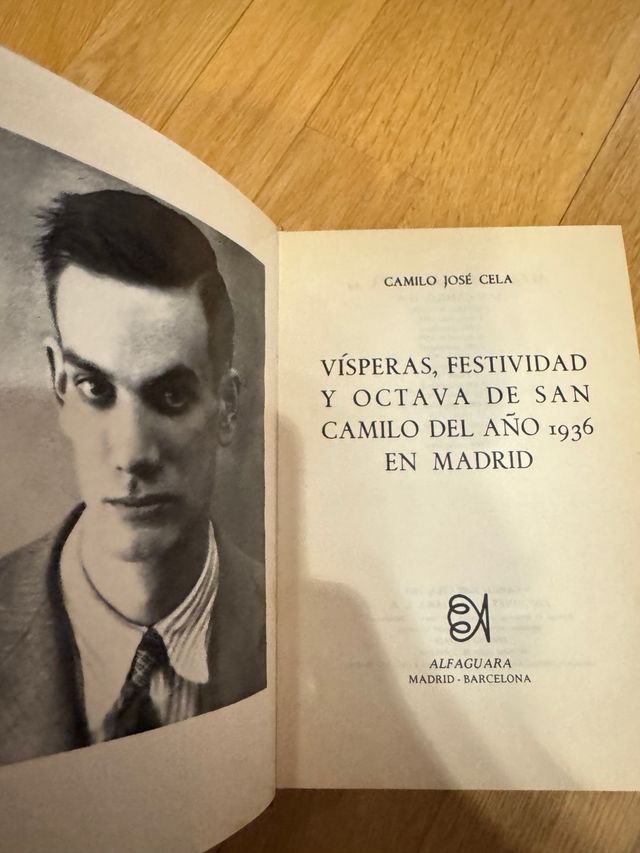 CAMILO JOSÉ CELA
VÍSPERAS, FESTIVIDAD
Y OCTAVA DE SAN
CAMILO DEL AÑO 1936
EN MADRID
ALFAGUARA
MADRID - BARCELONA